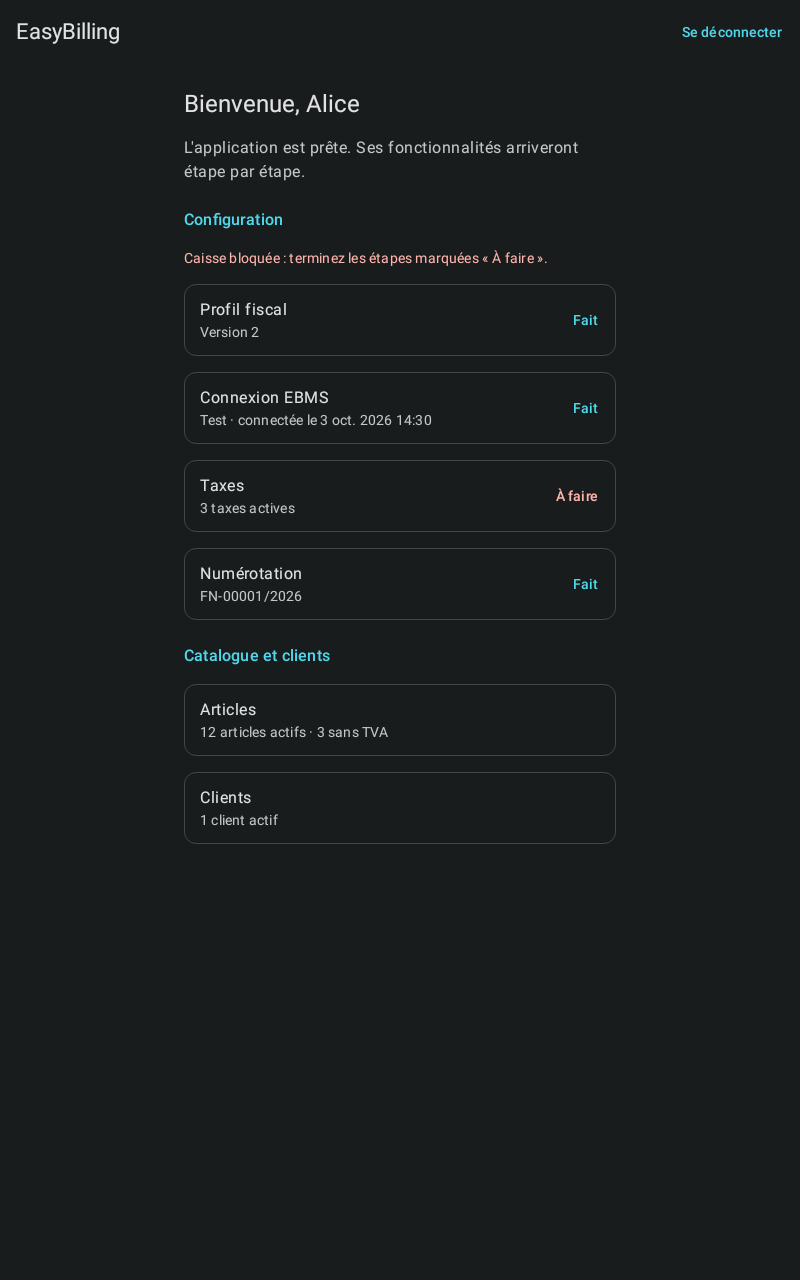 EasyBilling
Se déconnecter
Bienvenue, Alice
L'application est prête. Ses fonctionnalités arriveront
étape par étape.
Configuration
Caisse bloquée : terminez les étapes marquées « À faire ».
Profil fiscal
Version 2
Fait
Connexion EBMS
Test · connectée le 3 oct. 2026 14:30
Fait
Taxes
3 taxes actives
À faire
Numérotation
FN-00001/2026
Fait
Catalogue et clients
Articles
12 articles actifs · 3 sans TVA
Clients
1 client actif